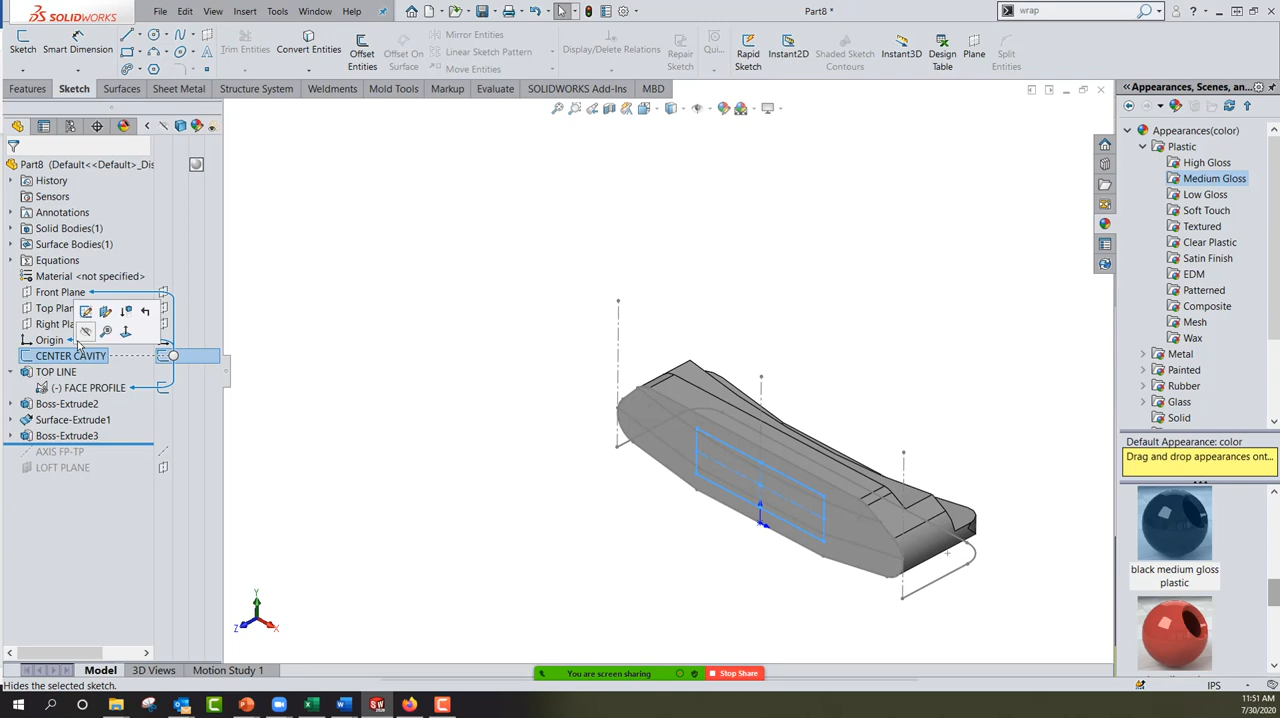 SOLIDWORKS File Edit View Insert Tools Window Help Part8 * wrap
Sketch Smart Dimension Trim Entities Convert Entities Offset Entities Offset On Surface Mirror Entities Linear Sketch Pattern Move Entities Display/Delete Relations Repair Sketch Qui... Rapid Sketch Instant2D Shaded Sketch Contours Instant3D Design Table Plane Split Entities
Features Sketch Surfaces Sheet Metal Structure System Weldments Mold Tools Markup Evaluate SOLIDWORKS Add-Ins MBD
Appearances, Scenes, an...
Appearances(color)
Plastic
High Gloss
Medium Gloss
Low Gloss
Soft Touch
Textured
Clear Plastic
Satin Finish
EDM
Patterned
Composite
Mesh
Wax
Metal
Painted
Rubber
Glass
Solid
Default Appearance: color
Drag and drop appearances ont...
black medium gloss
plastic
Part8 (Default<<Default>_Dis
History
Sensors
Annotations
Solid Bodies(1)
Surface Bodies(1)
Equations
Material <not specified>
Front Plane
Top Plan
Right Pla
Origin
CENTER CAVITY
TOP LINE
(-) FACE PROFILE
Boss-Extrude2
Surface-Extrude1
Boss-Extrude3
AXIS FP-TP
LOFT PLANE
Y
Z X
Model 3D Views Motion Study 1
You are screen sharing Stop Share
Hides the selected sketch. IPS
11:51 AM
7/30/2020